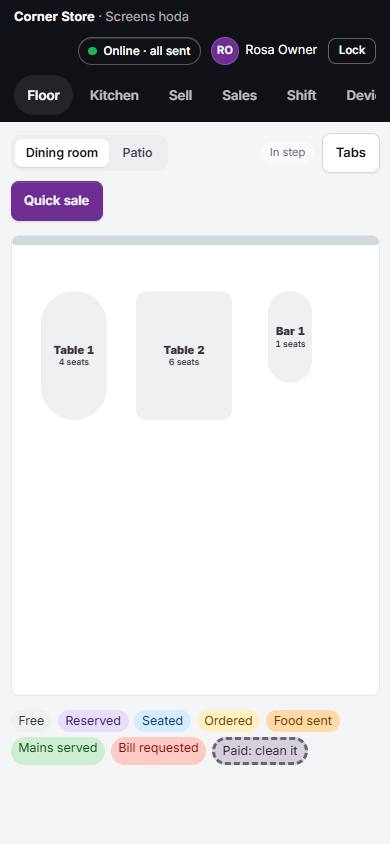 Corner Store · Screens hoda
Online · all sent
RO
Rosa Owner
Lock
Floor Kitchen Sell Sales Shift
Dining room Patio In step Tabs
Quick sale
Table 1
4 seats
Table 2
6 seats
Bar 1
1 seats
Free Reserved Seated Ordered Food sent
Mains served Bill requested Paid: clean it